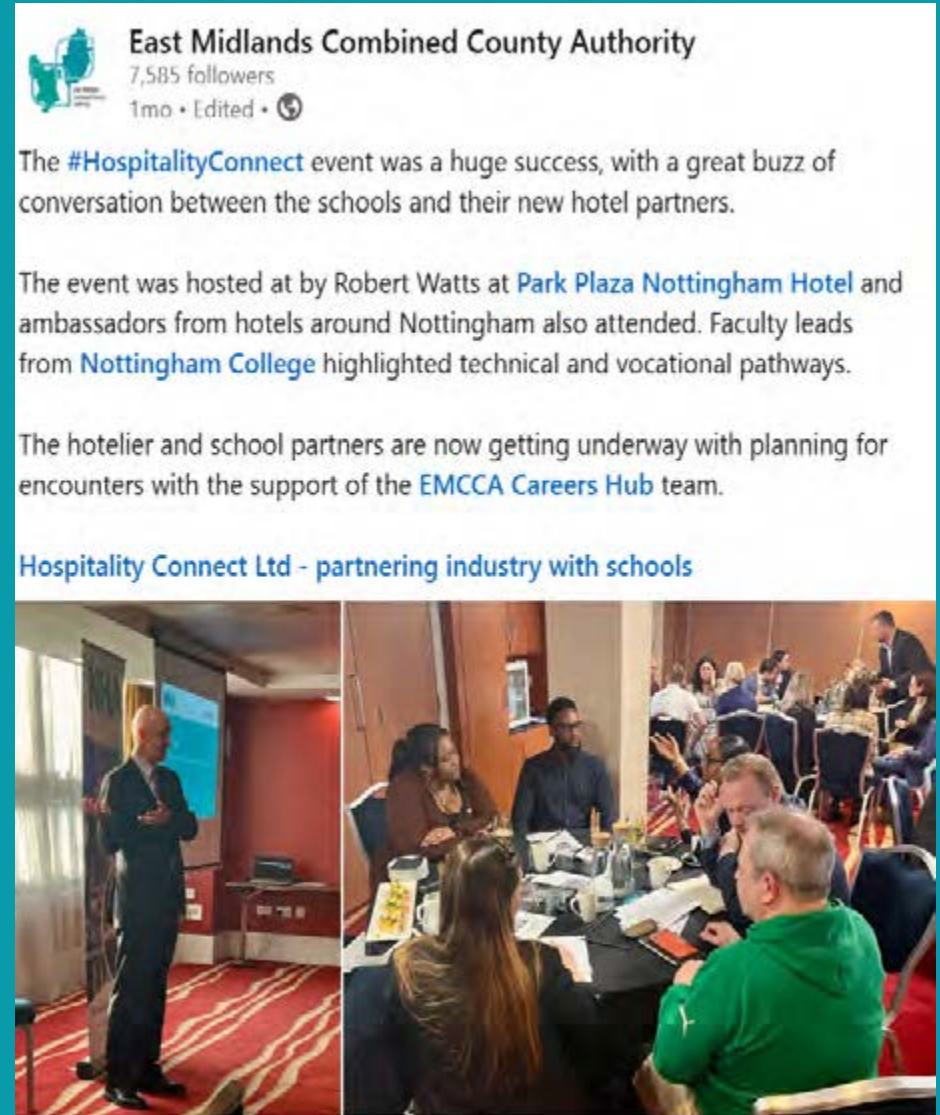 East Midlands Combined County Authority
7,585 followers
1mo • Edited •
The #HospitalityConnect event was a huge success, with a great buzz of
conversation between the schools and their new hotel partners.
The event was hosted at by Robert Watts at Park Plaza Nottingham Hotel and
ambassadors from hotels around Nottingham also attended. Faculty leads
from Nottingham College highlighted technical and vocational pathways.
The hotelier and school partners are now getting underway with planning for
encounters with the support of the EMCCA Careers Hub team.
Hospitality Connect Ltd - partnering industry with schools